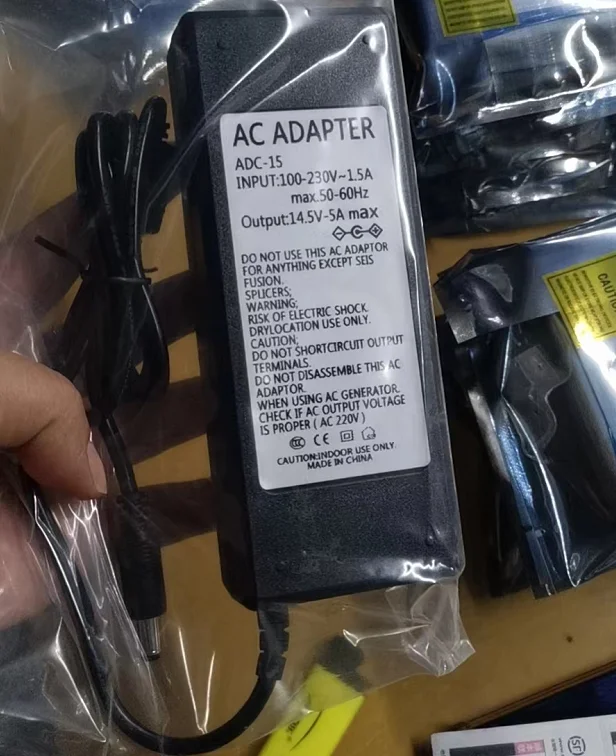 AC ADAPTER
ADC-15
INPUT:100-230V~1.5A
max.50-60Hz
Output:14.5V-5A max
DO NOT USE THIS AC ADAPTOR
FOR ANYTHING EXCEPT SEIS
FUSION.
SPLICERS;
WARNING;
RISK OF ELECTRIC SHOCK.
DRYLOCATION USE ONLY.
CAUTION;
DO NOT SHORTCIRCUIT OUTPUT
TERMINALS.
DO NOT DISASSEMBLE THIS AC
ADAPTOR.
WHEN USING AC GENERATOR.
CHECK IF AC OUTPUT VOLTAGE
IS PROPER ( AC 220V )
CE
CAUTION:INDOOR USE ONLY.
MADE IN CHINA
CAU